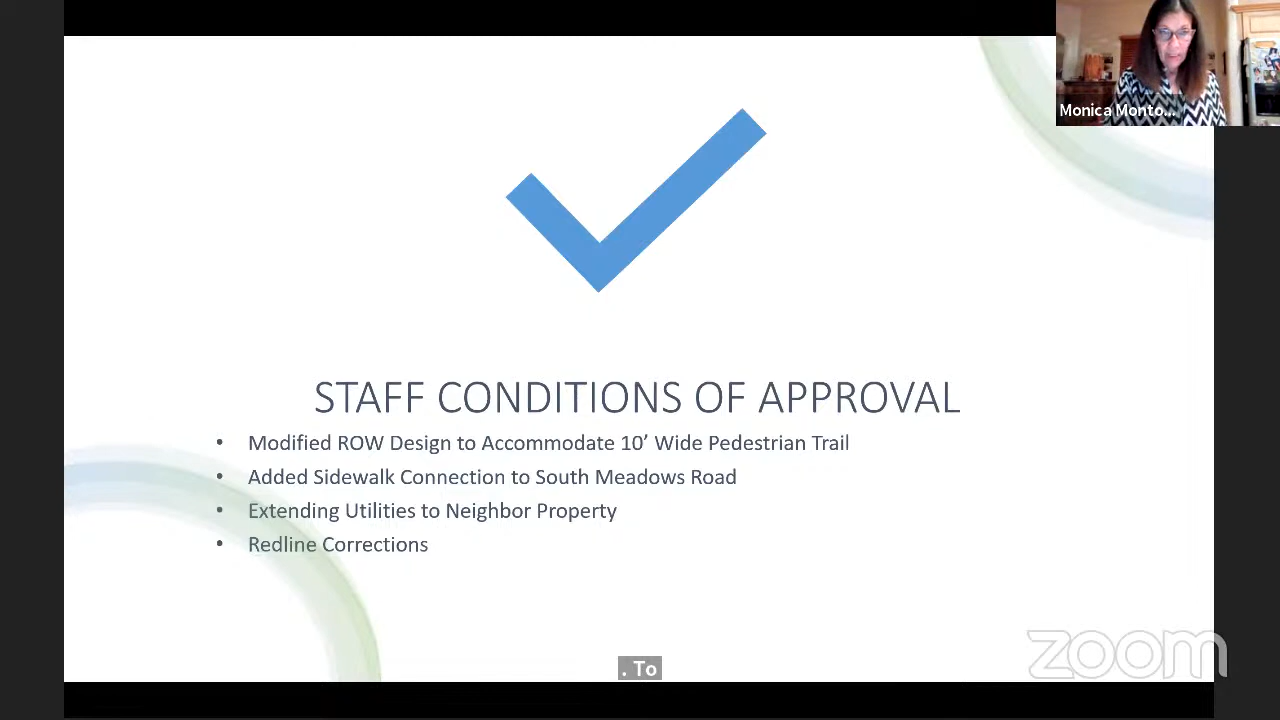 Monica Monto...
STAFF CONDITIONS OF APPROVAL
• Modified ROW Design to Accommodate 10’ Wide Pedestrian Trail
• Added Sidewalk Connection to South Meadows Road
• Extending Utilities to Neighbor Property
• Redline Corrections
. To
zoom